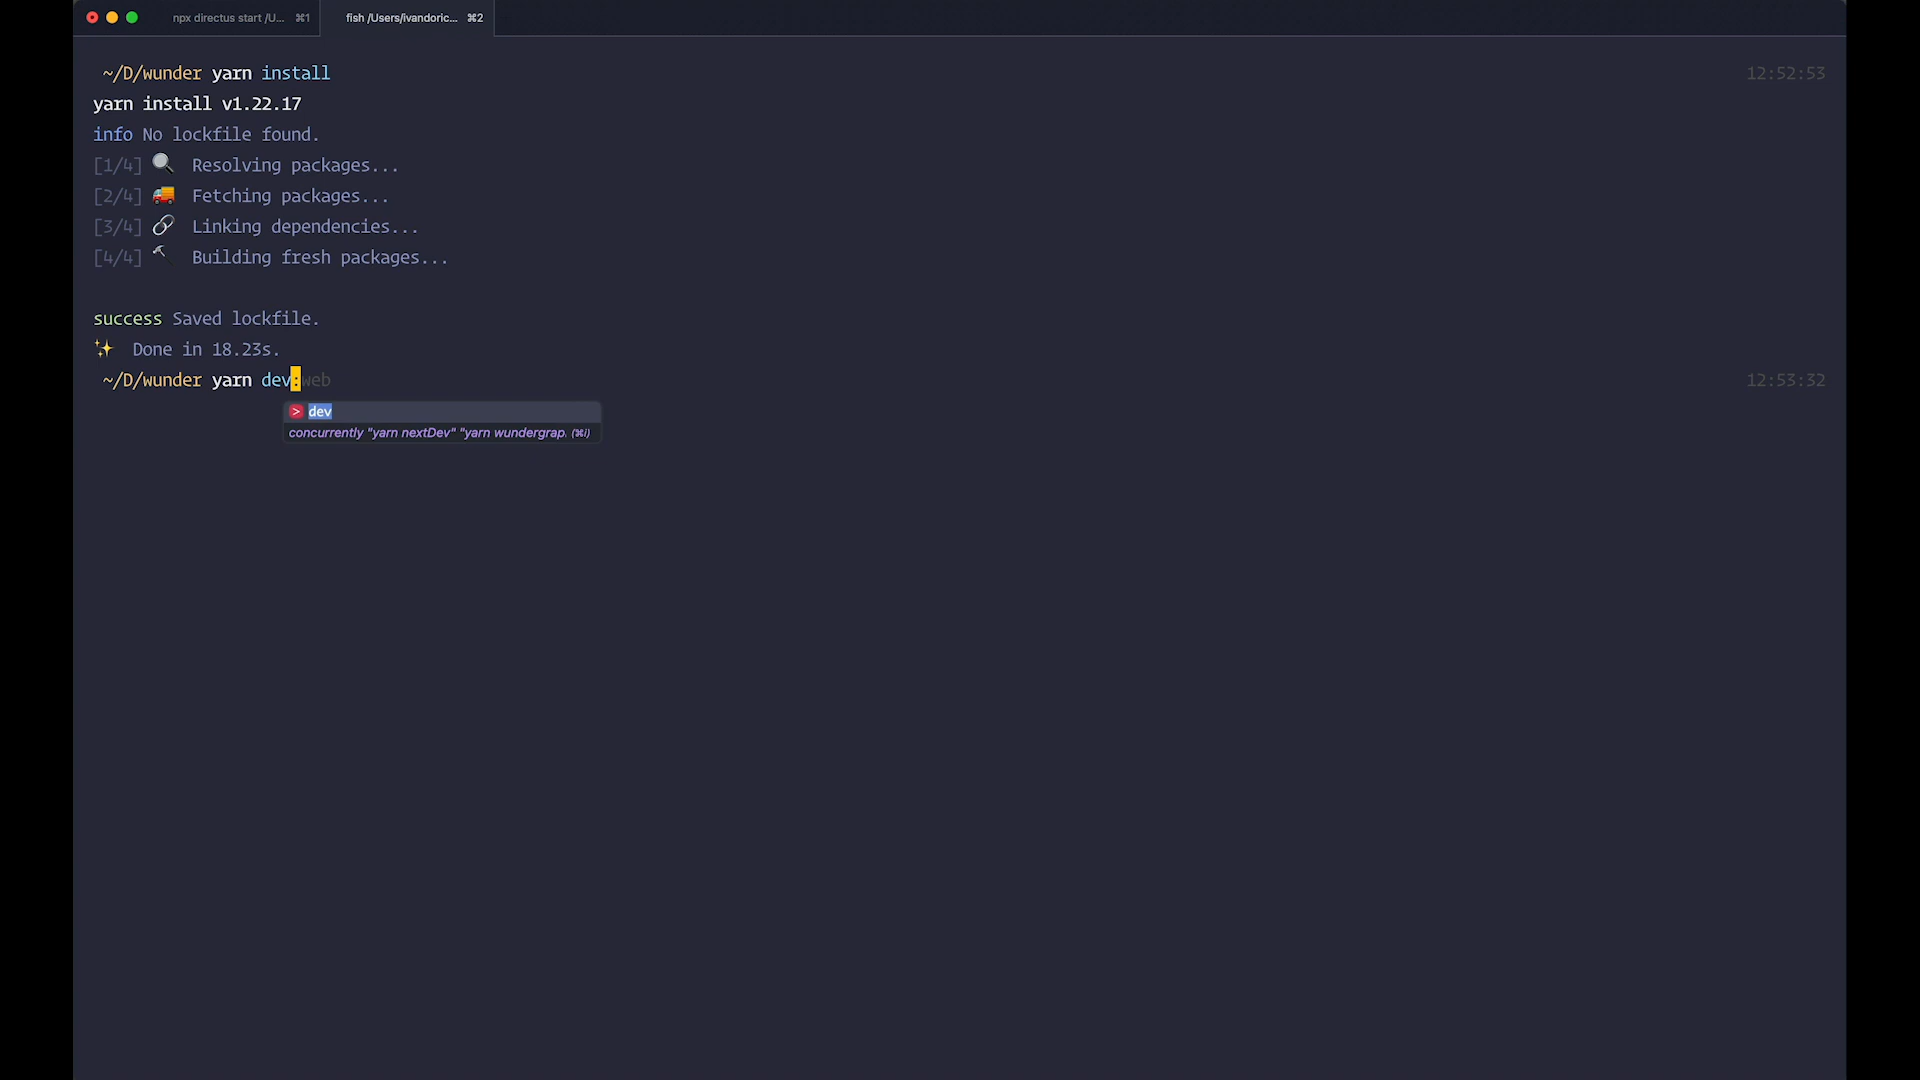 npx directus start /U... ⌘1 fish /Users/ivandoric... ⌘2
~/D/wunder yarn install 12:52:53
yarn install v1.22.17
info No lockfile found.
[1/4] 🔍 Resolving packages...
[2/4] 🚚 Fetching packages...
[3/4] 🔗 Linking dependencies...
[4/4] 🔨 Building fresh packages...
success Saved lockfile.
✨ Done in 18.23s.
~/D/wunder yarn dev:web 12:53:32
> dev
concurrently "yarn nextDev" "yarn wundergrap. (⌘i)